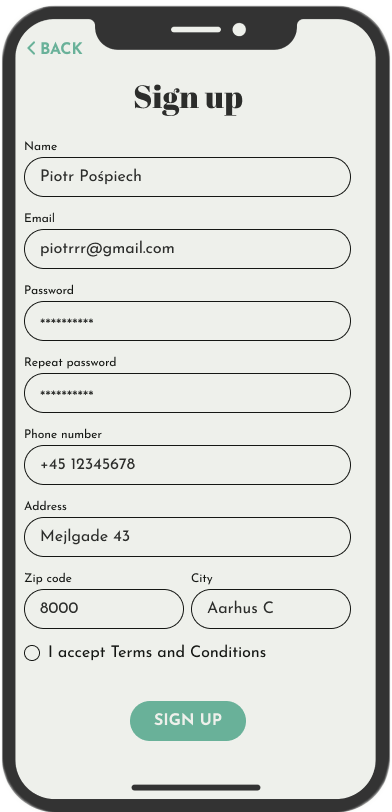 BACK
Sign up
Name
Piotr Pośpiech
Email
piotrrr@gmail.com
Password
**********
Repeat password
**********
Phone number
+45 12345678
Address
Mejlgade 43
Zip code City
8000 Aarhus C
I accept Terms and Conditions
SIGN UP